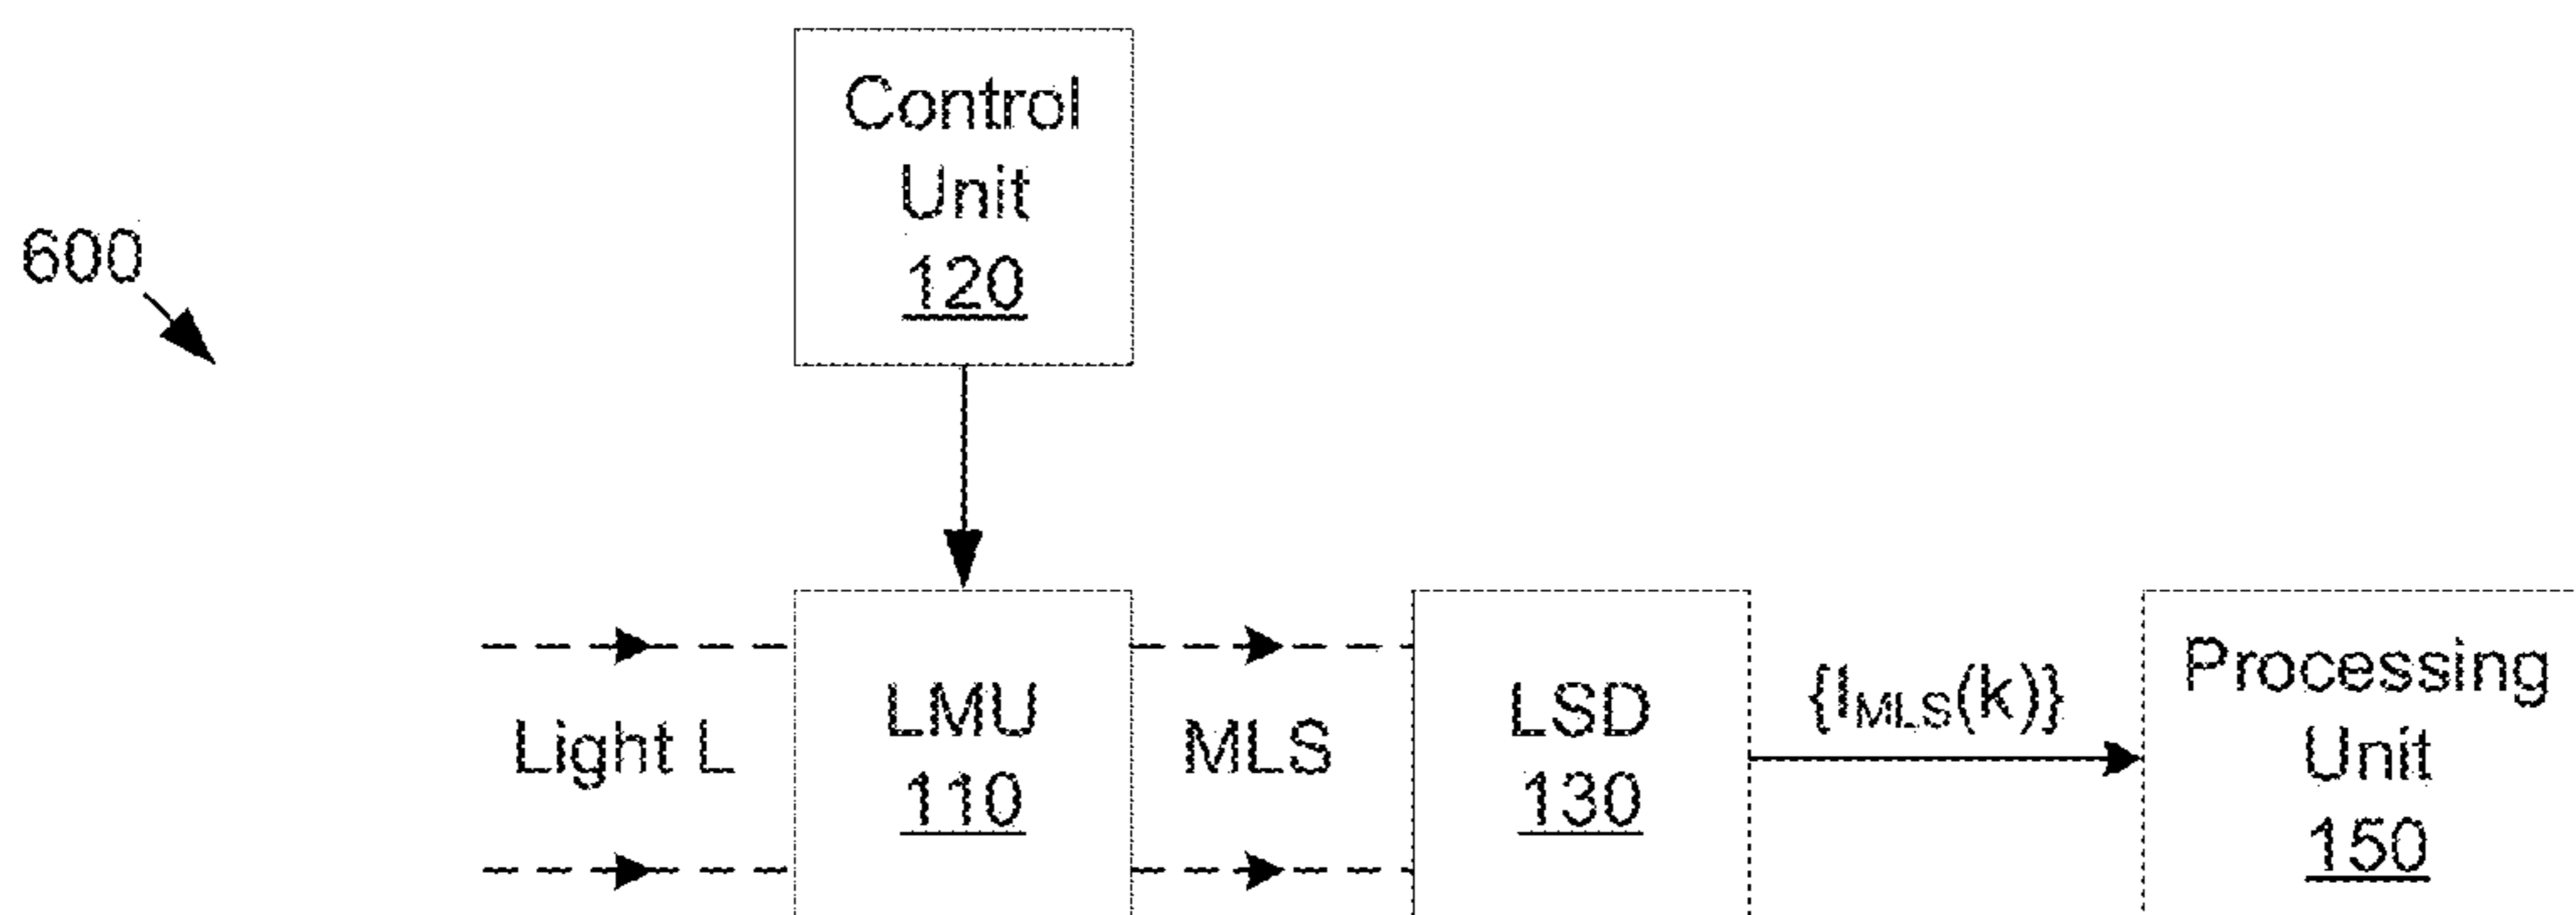 Control
Unit
120
600
Light L
LMU
110
MLS
LSD
130
{I_MLS(k)}
Processing
Unit
150